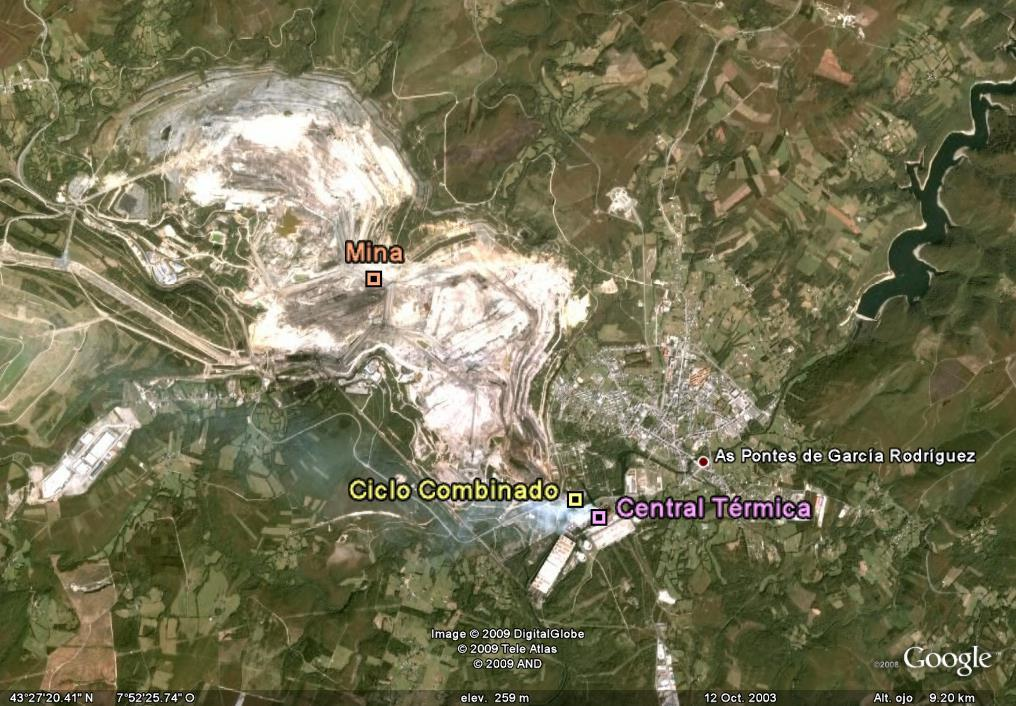 Mina
As Pontes de García Rodríguez
Ciclo Combinado
Central Térmica
Image © 2009 DigitalGlobe
© 2009 Tele Atlas
© 2009 AND
©2008 Google
43°27'20.41" N 7°52'25.74" O elev. 259 m 12 Oct. 2003 Alt. ojo 9.20 km